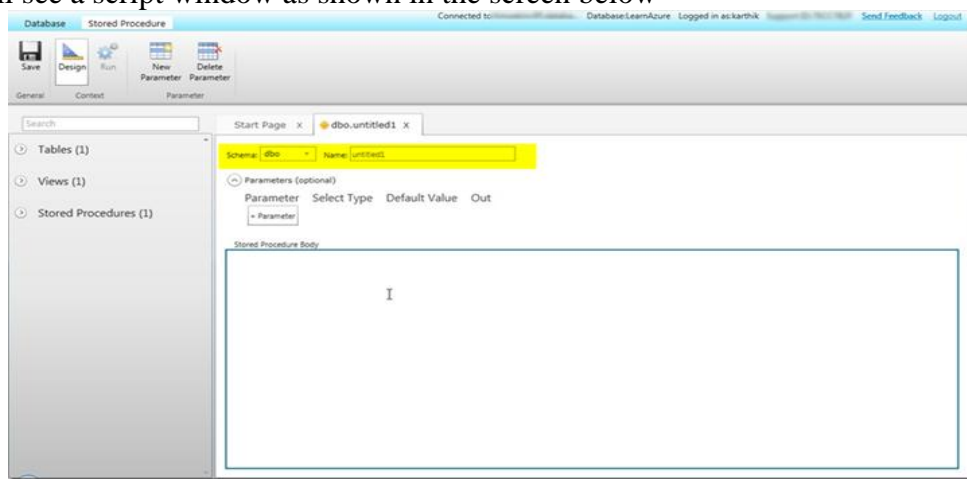 see a script window as shown in the screen below
Database Stored Procedure
Connected to: Database:LearnAzure Logged in as:karthik Send Feedback Logout
Save Design Run New Parameter Delete Parameter
General Context Parameter
Search
Start Page x dbo.untitled1 x
Tables (1)
Views (1)
Stored Procedures (1)
Schema: dbo Name: untitled1
Parameters (optional)
Parameter Select Type Default Value Out
+ Parameter
Stored Procedure Body